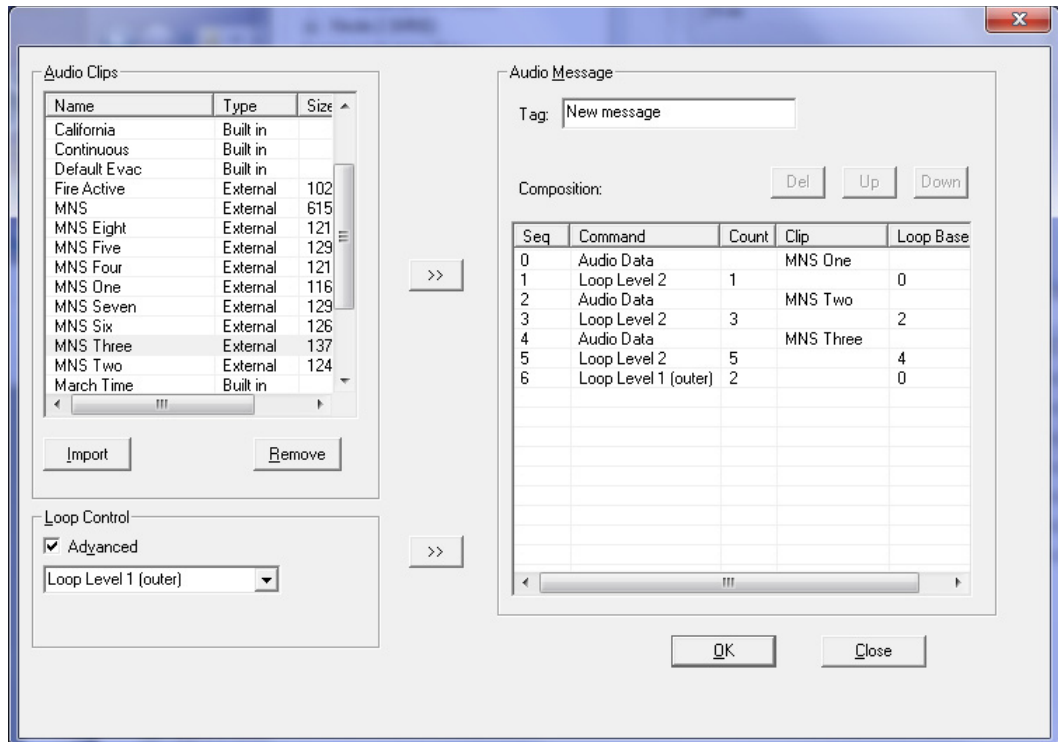 x
Audio Clips
Name Type Size
California Built in
Continuous Built in
Default Evac Built in
Fire Active External 102
MNS External 615
MNS Eight External 121
MNS Five External 129
MNS Four External 121
MNS One External 116
MNS Seven External 129
MNS Six External 126
MNS Three External 137
MNS Two External 124
March Time Built in
Import Remove
Loop Control
Advanced
Loop Level 1 (outer)
>>
>>
Audio Message
Tag: New message
Composition: Del Up Down
Seq Command Count Clip Loop Base
0 Audio Data MNS One
1 Loop Level 2 1 0
2 Audio Data MNS Two
3 Loop Level 2 3 2
4 Audio Data MNS Three
5 Loop Level 2 5 4
6 Loop Level 1 (outer) 2 0
OK Close